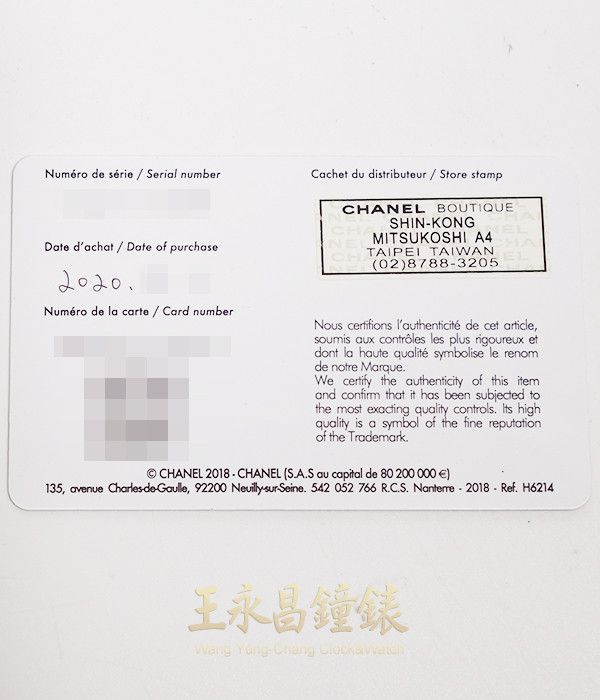 Numéro de série / Serial number
Cachet du distributeur / Store stamp
CHANEL BOUTIQUE
SHIN-KONG
MITSUKOSHI A4
TAIPEI TAIWAN
(02)8788-3205
Date d'achat / Date of purchase
2020.
Numéro de la carte / Card number
Nous certifions l'authenticité de cet article,
soumis aux contrôles les plus rigoureux et
dont la haute qualité symbolise le renom
de notre Marque.
We certify the authenticity of this item
and confirm that it has been subjected to
the most exacting quality controls. Its high
quality is a symbol of the fine reputation
of the Trademark.
© CHANEL 2018 - CHANEL (S.A.S au capital de 80 200 000 €)
135, avenue Charles-de-Gaulle, 92200 Neuilly-sur-Seine. 542 052 766 R.C.S. Nanterre - 2018 - Ref. H6214
王永昌鐘錶
Wang Yung-Chang Clock&Watch